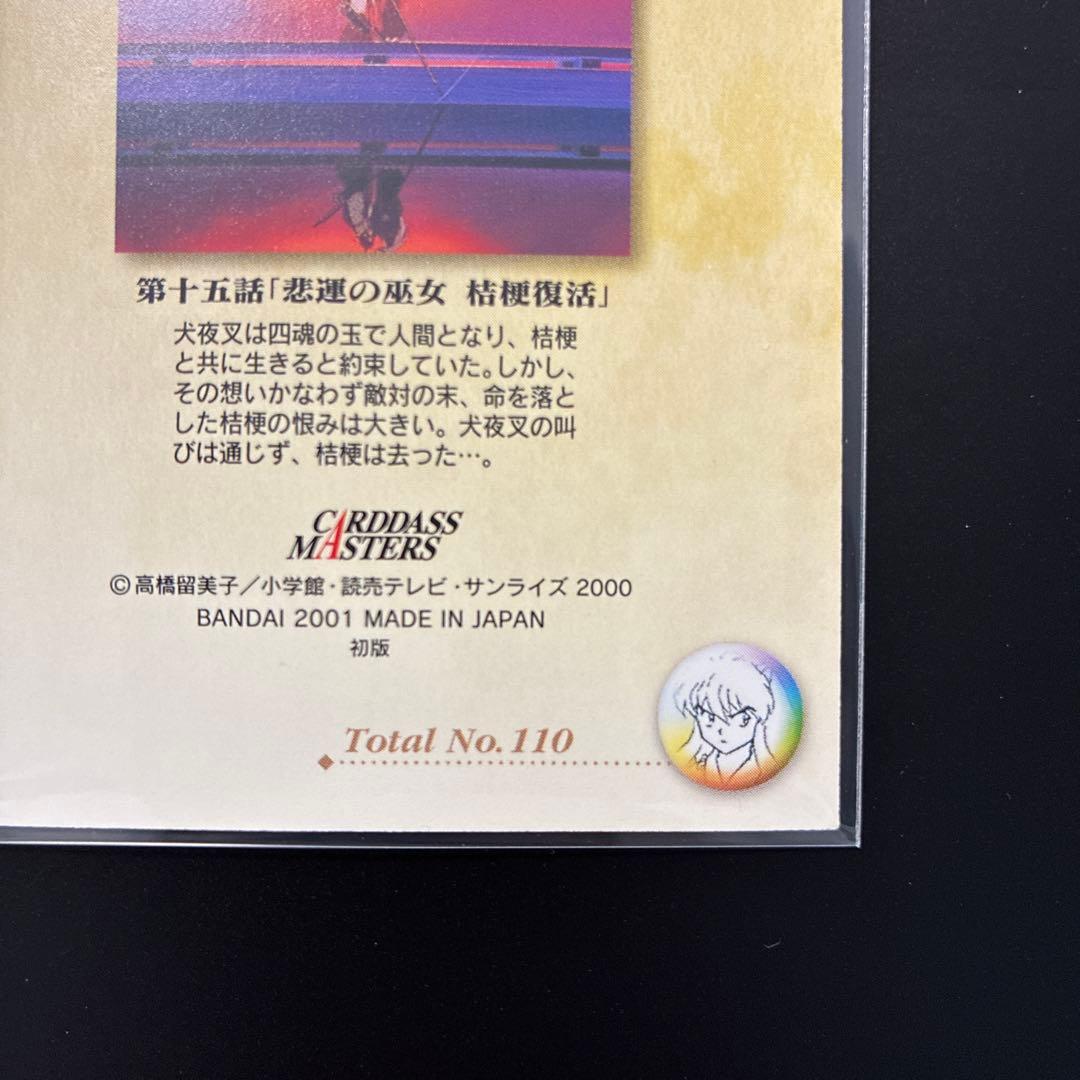 第十五話「悲運の巫女 桔梗復活」
犬夜叉は四魂の玉で人間となり、桔梗
と共に生きると約束していた。しかし、
その想いかなわず敵対の末、命を落と
した桔梗の恨みは大きい。犬夜叉の叫
びは通じず、桔梗は去った…。
CARDDASS
MASTERS
©高橋留美子／小学館・読売テレビ・サンライズ 2000
BANDAI 2001 MADE IN JAPAN
初版
Total No. 110